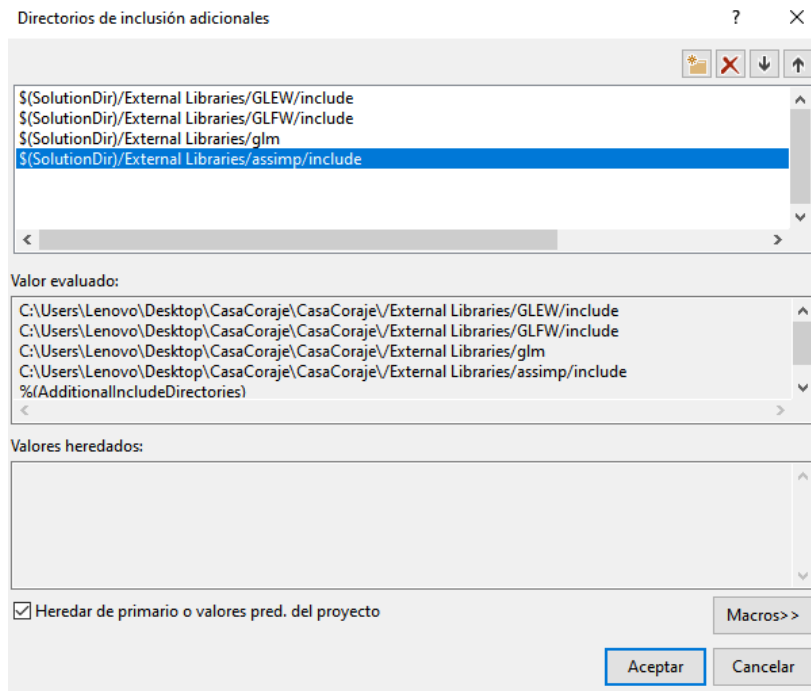 Directorios de inclusión adicionales
$(SolutionDir)/External Libraries/GLEW/include
$(SolutionDir)/External Libraries/GLFW/include
$(SolutionDir)/External Libraries/glm
$(SolutionDir)/External Libraries/assimp/include
Valor evaluado:
C:\Users\Lenovo\Desktop\CasaCoraje\CasaCoraje\/External Libraries/GLEW/include
C:\Users\Lenovo\Desktop\CasaCoraje\CasaCoraje\/External Libraries/GLFW/include
C:\Users\Lenovo\Desktop\CasaCoraje\CasaCoraje\/External Libraries/glm
C:\Users\Lenovo\Desktop\CasaCoraje\CasaCoraje\/External Libraries/assimp/include
%(AdditionalIncludeDirectories)
Valores heredados:
Heredar de primario o valores pred. del proyecto
Macros>>
Aceptar Cancelar